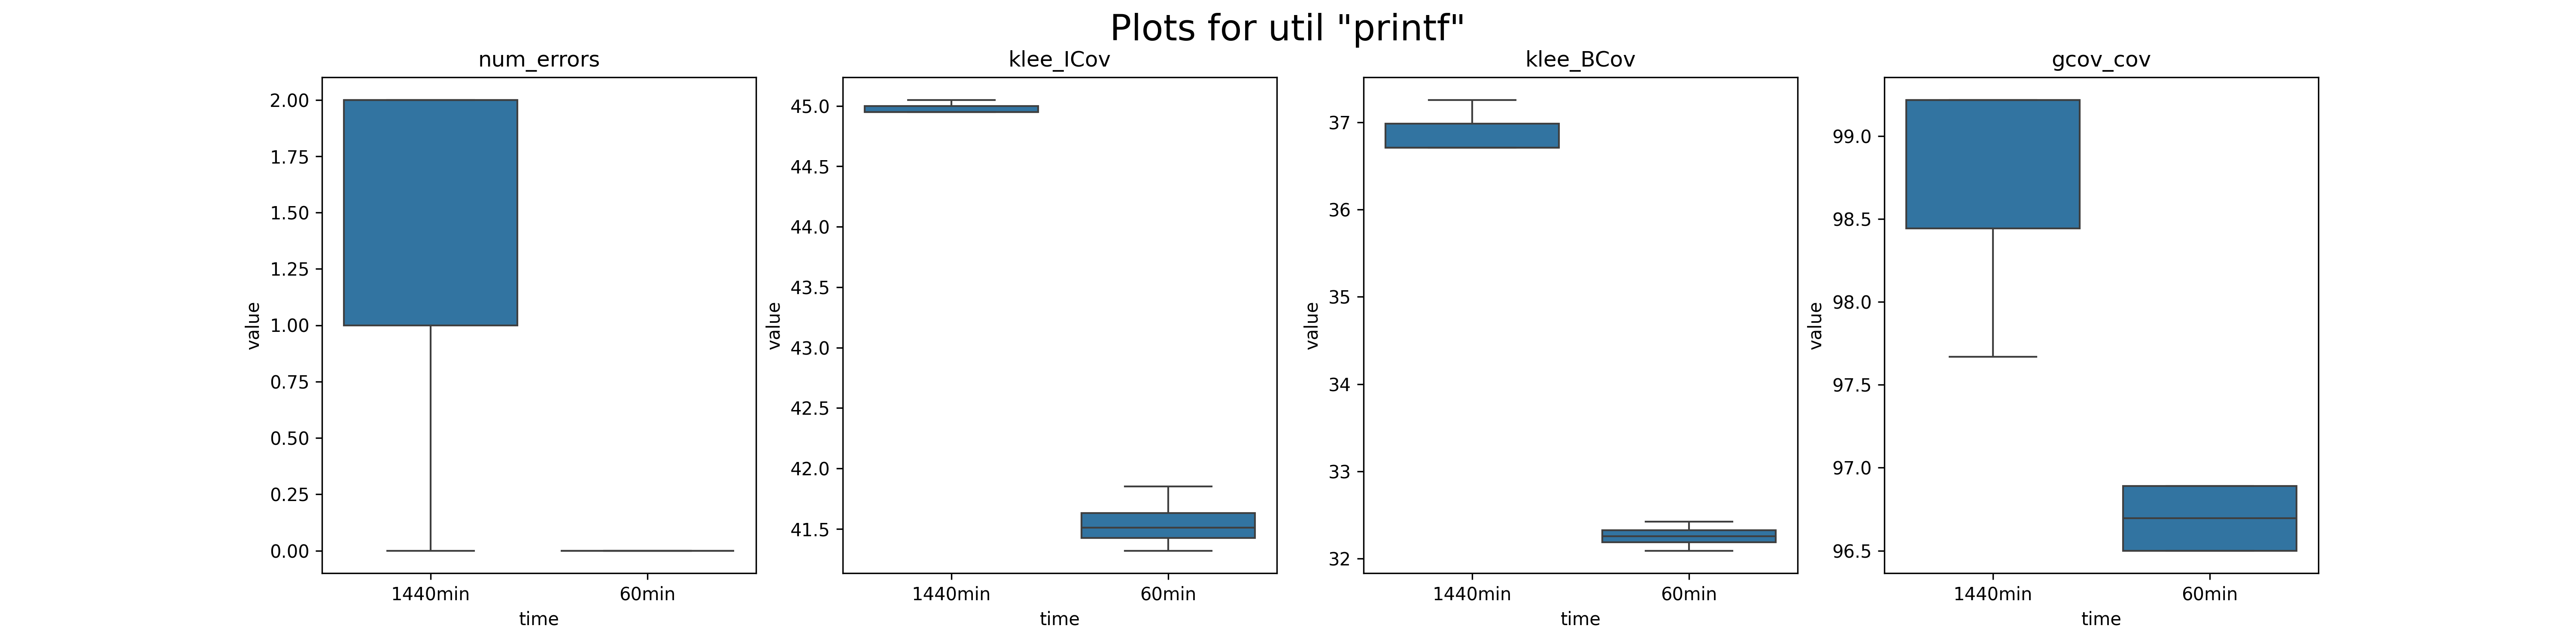 Plots for util "printf"
num_errors
2.00
1.75
1.50
1.25
1.00
0.75
0.50
0.25
0.00
value
1440min
60min
time
klee_ICov
45.0
44.5
44.0
43.5
43.0
42.5
42.0
41.5
value
1440min
60min
time
klee_BCov
37
36
35
34
33
32
value
1440min
60min
time
gcov_cov
99.0
98.5
98.0
97.5
97.0
96.5
value
1440min
60min
time